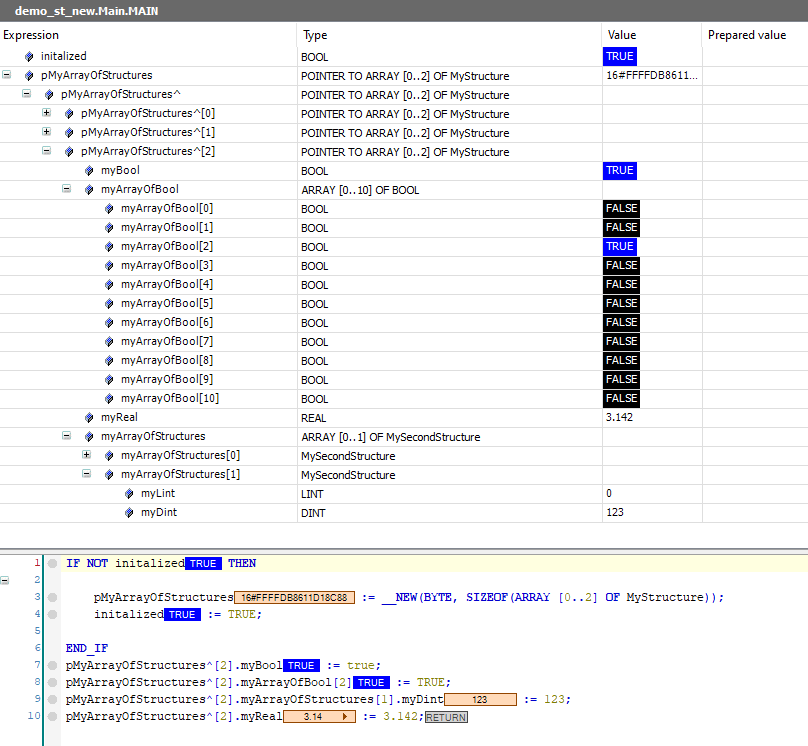 demo_st_new.Main.MAIN
Expression Type Value Prepared value
initalized BOOL TRUE
pMyArrayOfStructures POINTER TO ARRAY [0..2] OF MyStructure 16#FFFFDB8611...
pMyArrayOfStructures^ POINTER TO ARRAY [0..2] OF MyStructure
pMyArrayOfStructures^[0] POINTER TO ARRAY [0..2] OF MyStructure
pMyArrayOfStructures^[1] POINTER TO ARRAY [0..2] OF MyStructure
pMyArrayOfStructures^[2] POINTER TO ARRAY [0..2] OF MyStructure
myBool BOOL TRUE
myArrayOfBool ARRAY [0..10] OF BOOL
myArrayOfBool[0] BOOL FALSE
myArrayOfBool[1] BOOL FALSE
myArrayOfBool[2] BOOL TRUE
myArrayOfBool[3] BOOL FALSE
myArrayOfBool[4] BOOL FALSE
myArrayOfBool[5] BOOL FALSE
myArrayOfBool[6] BOOL FALSE
myArrayOfBool[7] BOOL FALSE
myArrayOfBool[8] BOOL FALSE
myArrayOfBool[9] BOOL FALSE
myArrayOfBool[10] BOOL FALSE
myReal REAL 3.142
myArrayOfStructures ARRAY [0..1] OF MySecondStructure
myArrayOfStructures[0] MySecondStructure
myArrayOfStructures[1] MySecondStructure
myLint LINT 0
myDint DINT 123
1 IF NOT initalized TRUE THEN
2
3 pMyArrayOfStructures 16#FFFFDB8611D18C88 := __NEW(BYTE, SIZEOF(ARRAY [0..2] OF MyStructure));
4 initalized TRUE := TRUE;
5
6 END_IF
7 pMyArrayOfStructures^[2].myBool TRUE := true;
8 pMyArrayOfStructures^[2].myArrayOfBool[2] TRUE := TRUE;
9 pMyArrayOfStructures^[2].myArrayOfStructures[1].myDint 123 := 123;
10 pMyArrayOfStructures^[2].myReal 3.14 := 3.142; RETURN